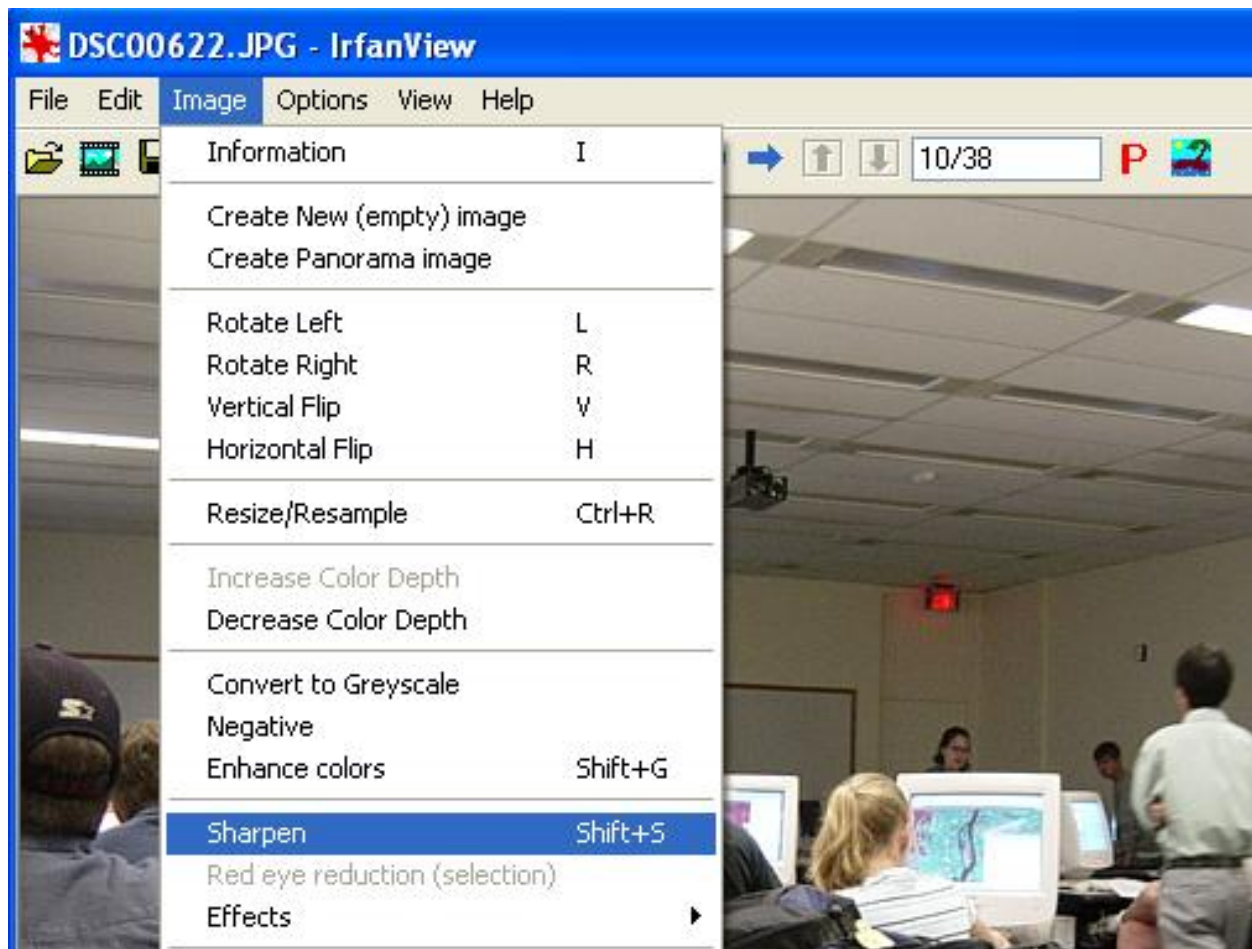 DSC00622.JPG - IrfanView
File Edit Image Options View Help
10/38 P
Information I
Create New (empty) image
Create Panorama image
Rotate Left L
Rotate Right R
Vertical Flip V
Horizontal Flip H
Resize/Resample Ctrl+R
Increase Color Depth
Decrease Color Depth
Convert to Greyscale
Negative
Enhance colors Shift+G
Sharpen Shift+S
Red eye reduction (selection)
Effects